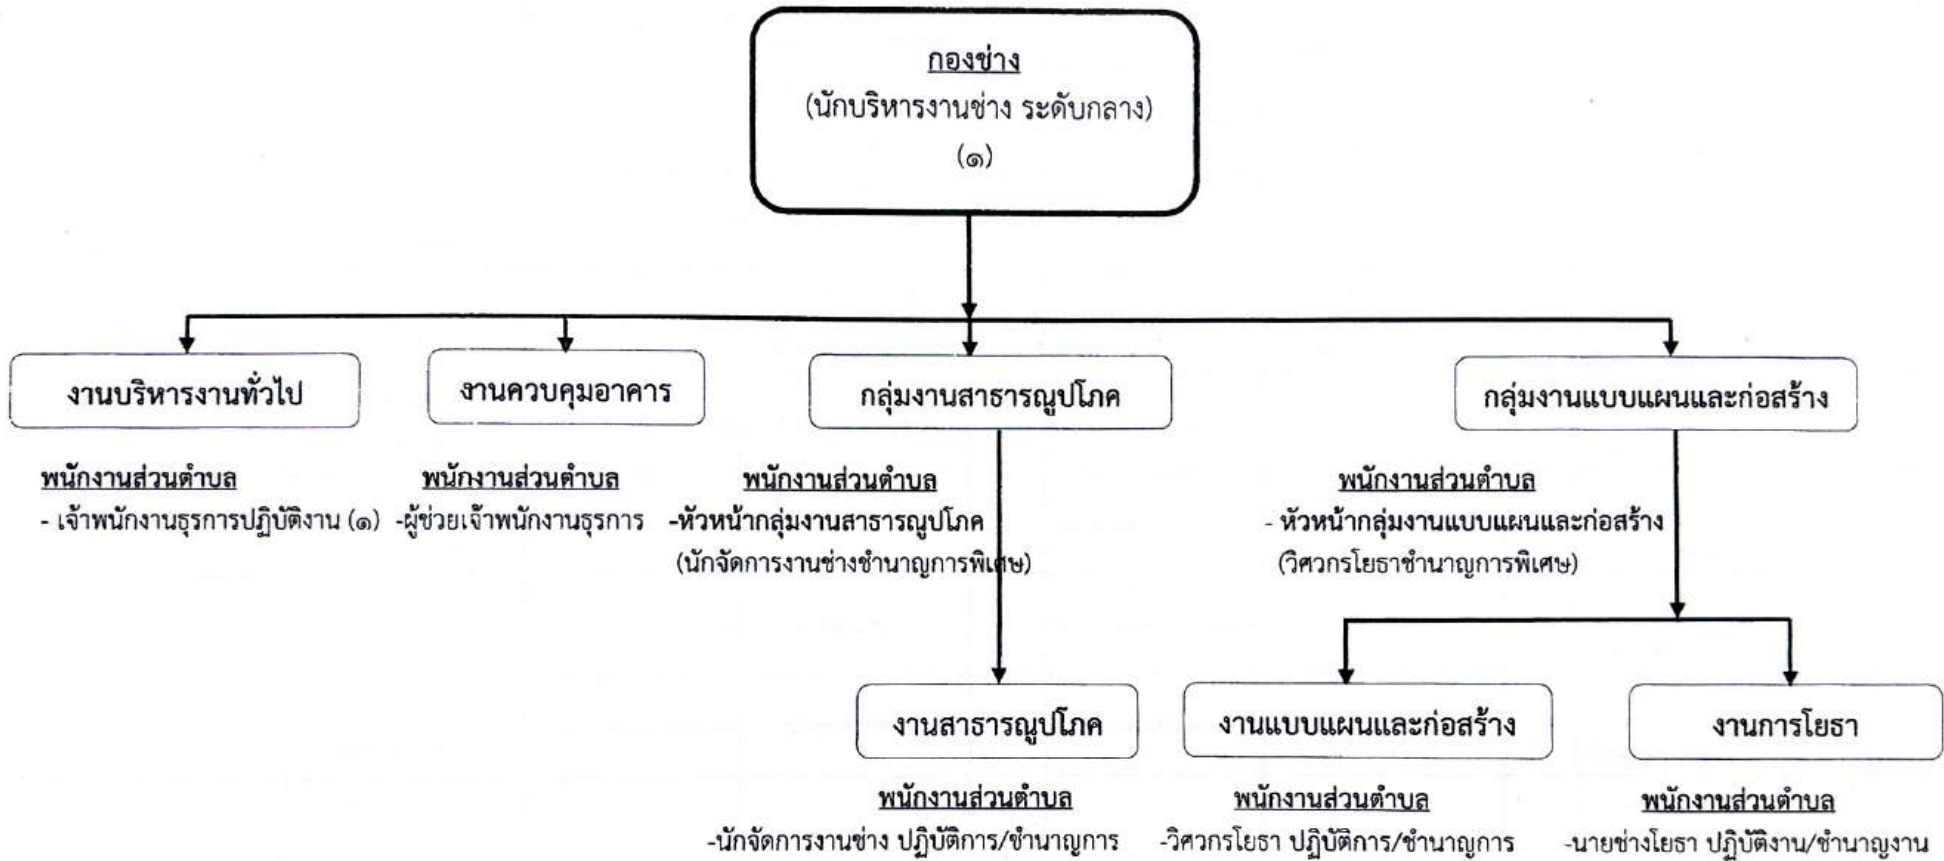 กองช่าง
(นักบริหารงานช่าง ระดับกลาง)
(๑)
งานบริหารงานทั่วไป
งานควบคุมอาคาร
กลุ่มงานสาธารณูปโภค
กลุ่มงานแบบแผนและก่อสร้าง
พนักงานส่วนตำบล
- เจ้าพนักงานธุรการปฏิบัติงาน (๑)
พนักงานส่วนตำบล
-ผู้ช่วยเจ้าพนักงานธุรการ
พนักงานส่วนตำบล
-หัวหน้ากลุ่มงานสาธารณูปโภค
(นักจัดการงานช่างชำนาญการพิเศษ)
พนักงานส่วนตำบล
- หัวหน้ากลุ่มงานแบบแผนและก่อสร้าง
(วิศวกรโยธาชำนาญการพิเศษ)
งานสาธารณูปโภค
งานแบบแผนและก่อสร้าง
งานการโยธา
พนักงานส่วนตำบล
-นักจัดการงานช่าง ปฏิบัติการ/ชำนาญการ
พนักงานส่วนตำบล
-วิศวกรโยธา ปฏิบัติการ/ชำนาญการ
พนักงานส่วนตำบล
-นายช่างโยธา ปฏิบัติงาน/ชำนาญงาน